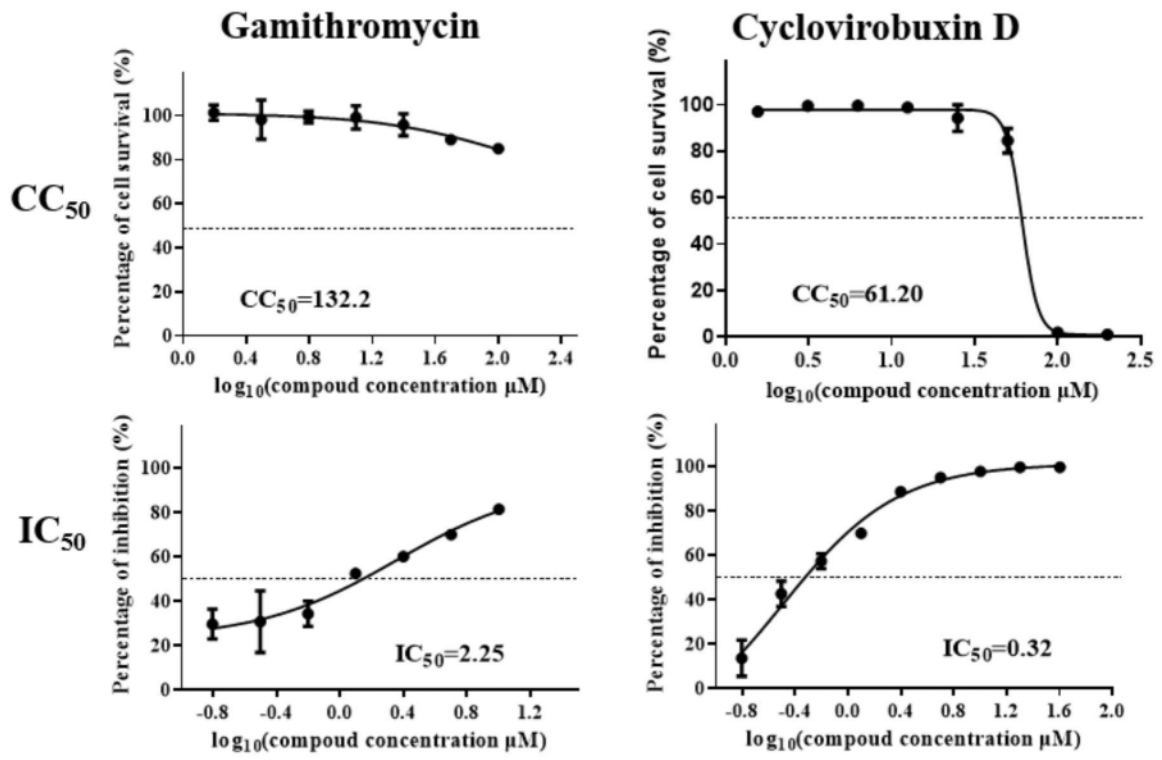 Gamithromycin
Cyclovirobuxin D
CC50
Percentage of cell survival (%)
100
80
60
40
20
0
CC50=132.2
0.0 0.4 0.8 1.2 1.6 2.0 2.4
log10(compoud concentration μM)
Percentage of cell survival (%)
100
80
60
40
20
0
CC50=61.20
0.0 0.5 1.0 1.5 2.0 2.5
log10(compoud concentration μM)
IC50
Percentage of inhibition (%)
100
80
60
40
20
0
IC50=2.25
-0.8 -0.4 0.0 0.4 0.8 1.2
log10(compoud concentration μM)
Percentage of inhibition (%)
100
80
60
40
20
0
IC50=0.32
-0.8 -0.4 0.0 0.4 0.8 1.2 1.6 2.0
log10(compoud concentration μM)